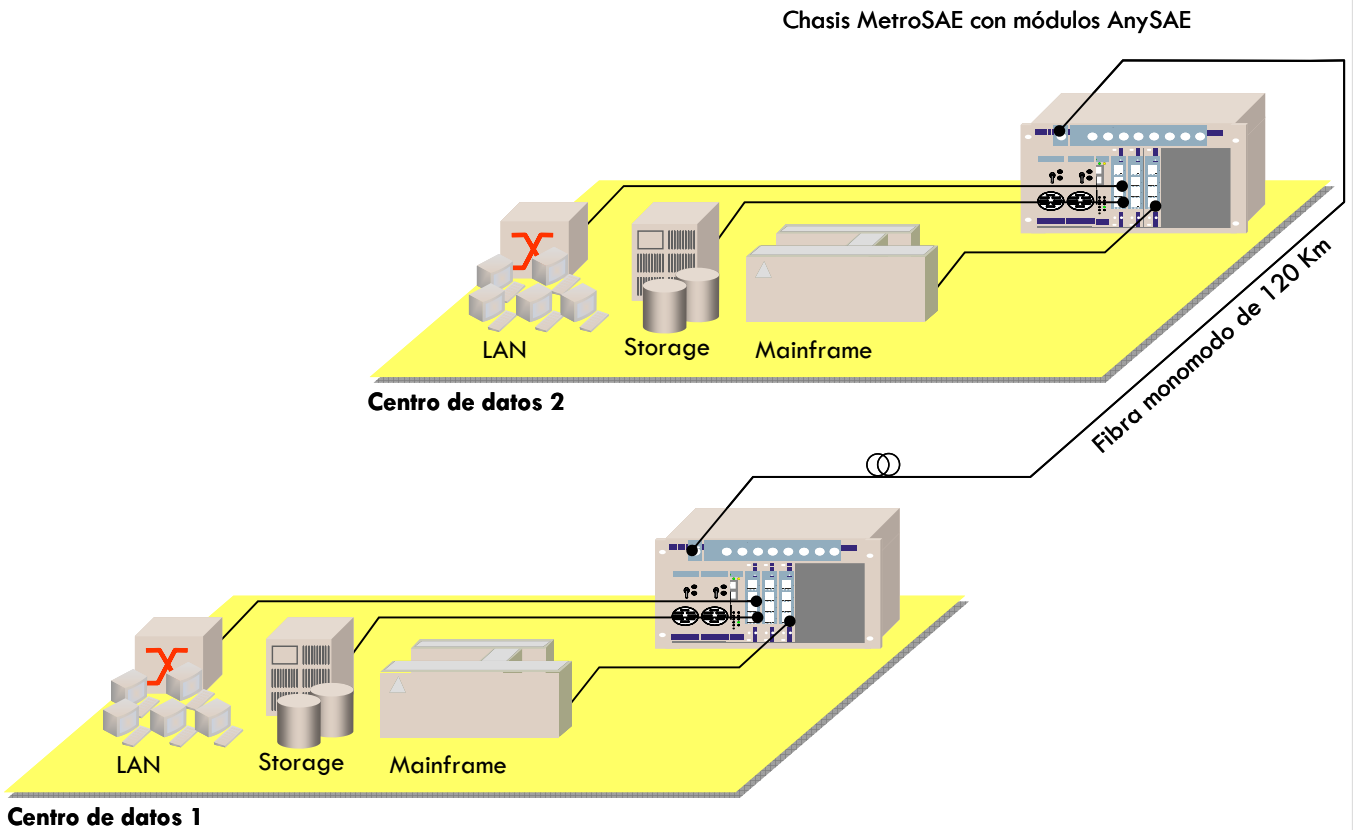 Chasis MetroSAE con módulos AnySAE
LAN
Storage
Mainframe
Centro de datos 2
Fibra monomodo de 120 Km
LAN
Storage
Mainframe
Centro de datos 1